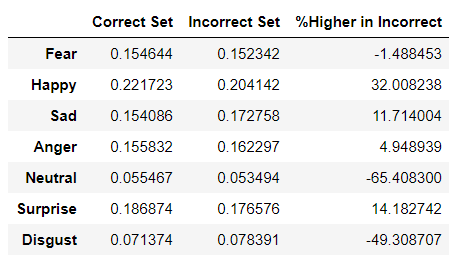 Correct Set Incorrect Set %Higher in Incorrect
Fear 0.154644 0.152342 -1.488453
Happy 0.221723 0.204142 32.008238
Sad 0.154086 0.172758 11.714004
Anger 0.155832 0.162297 4.948939
Neutral 0.055467 0.053494 -65.408300
Surprise 0.186874 0.176576 14.182742
Disgust 0.071374 0.078391 -49.308707